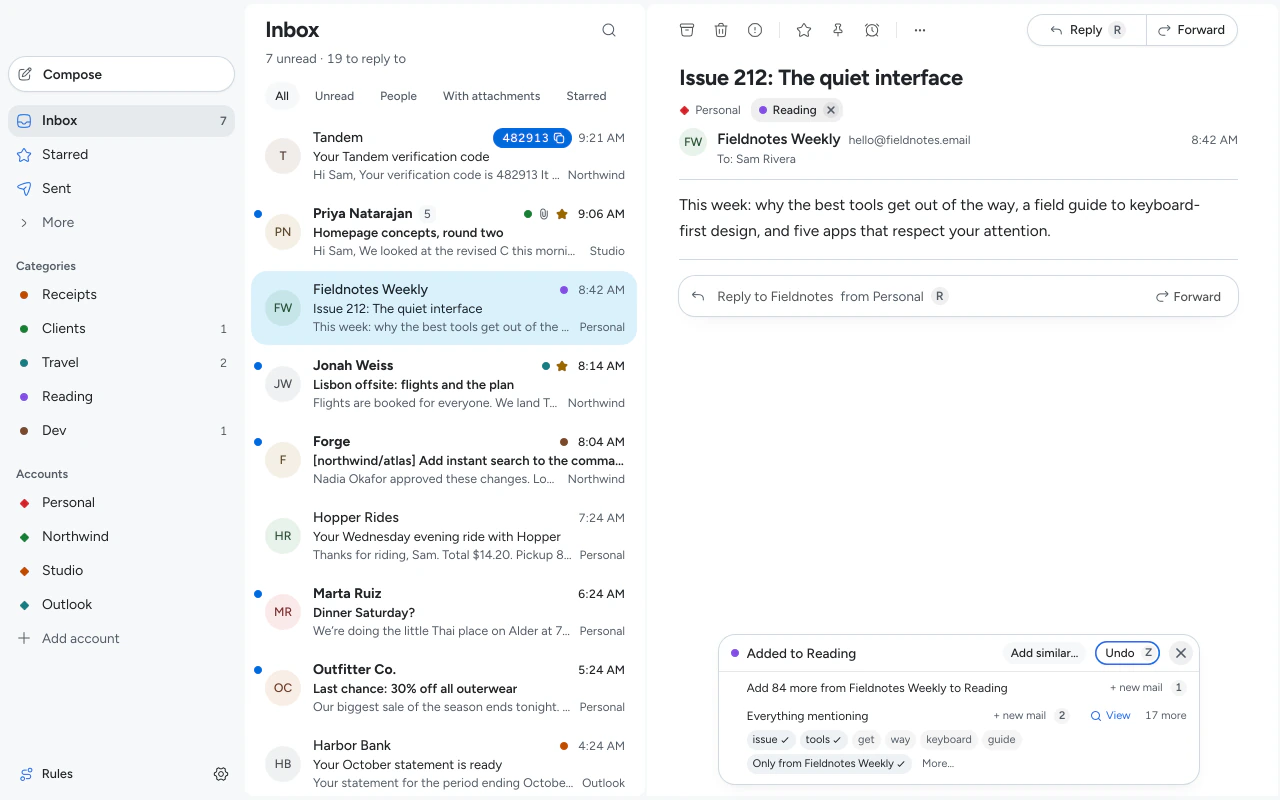 Compose
Inbox 7
Starred
Sent
More
Categories
Receipts
Clients 1
Travel 2
Reading
Dev 1
Accounts
Personal
Northwind
Studio
Outlook
Add account
Rules
Inbox
7 unread · 19 to reply to
All Unread People With attachments Starred
T
Tandem 482913 9:21 AM
Your Tandem verification code
Hi Sam, Your verification code is 482913 It ... Northwind
PN
Priya Natarajan 5 9:06 AM
Homepage concepts, round two
Hi Sam, We looked at the revised C this morni... Studio
FW
Fieldnotes Weekly 8:42 AM
Issue 212: The quiet interface
This week: why the best tools get out of the ... Personal
JW
Jonah Weiss 8:14 AM
Lisbon offsite: flights and the plan
Flights are booked for everyone. We land T... Northwind
F
Forge 8:04 AM
[northwind/atlas] Add instant search to the comma...
Nadia Okafor approved these changes. Lo... Northwind
HR
Hopper Rides 7:24 AM
Your Wednesday evening ride with Hopper
Thanks for riding, Sam. Total $14.20. Pickup 8... Personal
MR
Marta Ruiz 6:24 AM
Dinner Saturday?
We're doing the little Thai place on Alder at 7... Personal
OC
Outfitter Co. 5:24 AM
Last chance: 30% off all outerwear
Our biggest sale of the season ends tonight. ... Personal
HB
Harbor Bank 4:24 AM
Your October statement is ready
Your statement for the period ending Octobe... Outlook
Reply R Forward
Issue 212: The quiet interface
Personal Reading
FW
Fieldnotes Weekly hello@fieldnotes.email 8:42 AM
To: Sam Rivera
This week: why the best tools get out of the way, a field guide to keyboard-
first design, and five apps that respect your attention.
Reply to Fieldnotes from Personal R Forward
Added to Reading Add similar... Undo Z
Add 84 more from Fieldnotes Weekly to Reading + new mail 1
Everything mentioning + new mail 2 View 17 more
issue tools get way keyboard guide
Only from Fieldnotes Weekly More...